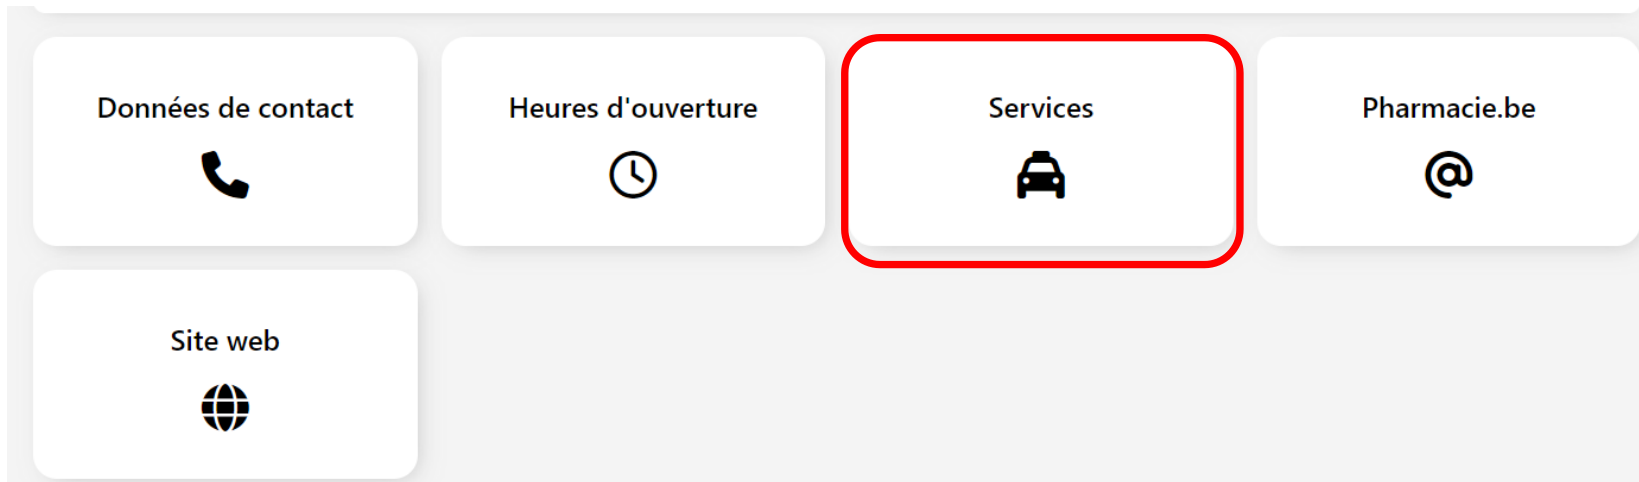 Données de contact
Heures d'ouverture
Services
Pharmacie.be
Site web